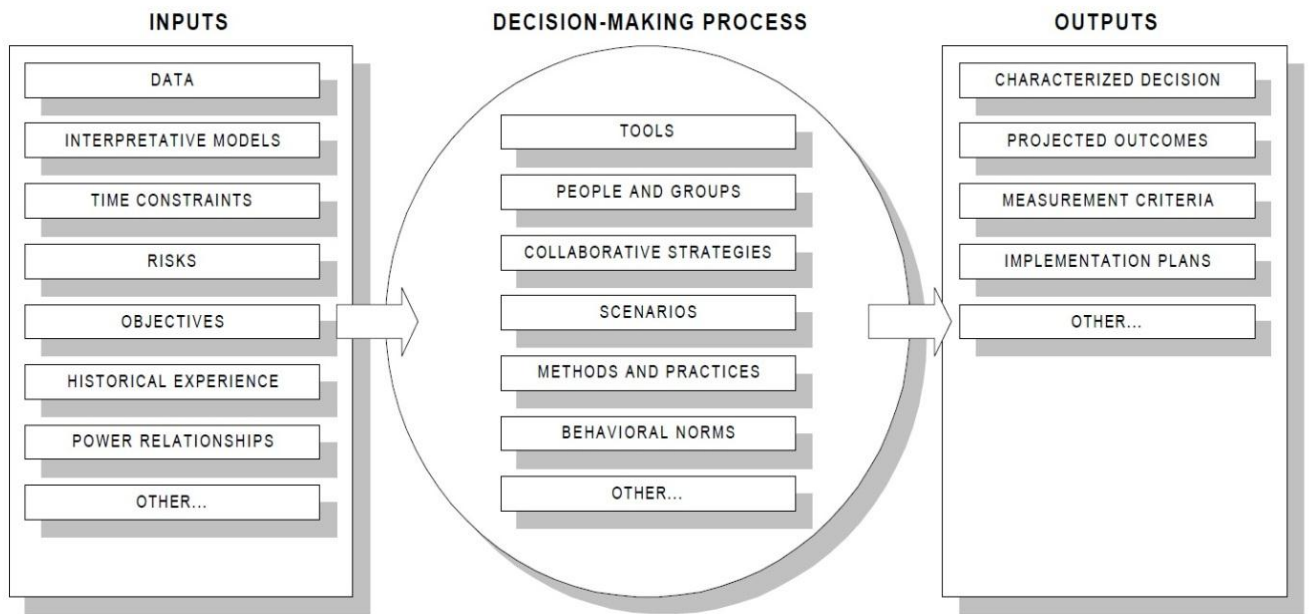 INPUTS
DATA
INTERPRETATIVE MODELS
TIME CONSTRAINTS
RISKS
OBJECTIVES
HISTORICAL EXPERIENCE
POWER RELATIONSHIPS
OTHER...
DECISION-MAKING PROCESS
TOOLS
PEOPLE AND GROUPS
COLLABORATIVE STRATEGIES
SCENARIOS
METHODS AND PRACTICES
BEHAVIORAL NORMS
OTHER...
OUTPUTS
CHARACTERIZED DECISION
PROJECTED OUTCOMES
MEASUREMENT CRITERIA
IMPLEMENTATION PLANS
OTHER...